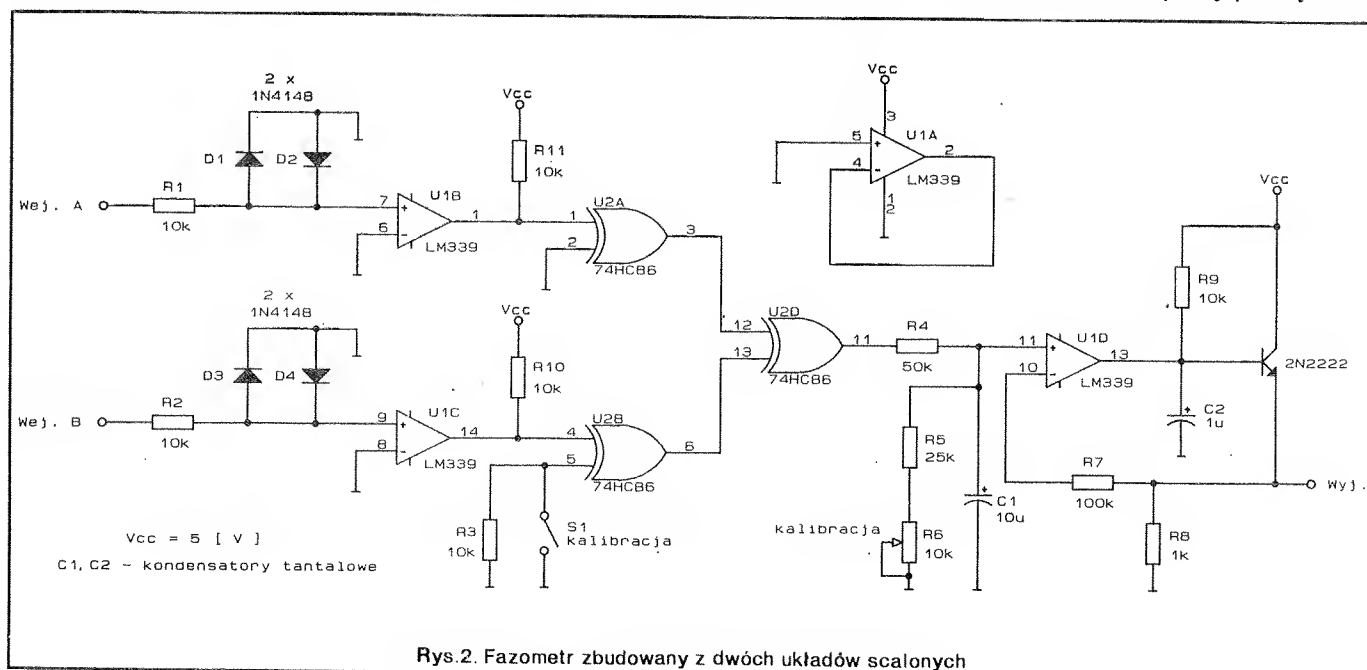 2 x
1N4148
D1
D2
R1
10k
Wej. A
7
+
6
-
U1B
1
LM339
Vcc
R11
10k
U2A
1
2
3
74HC86
Vcc
3
U1A
5
+
4
-
2
LM339
1
2
2 x
1N4148
D3
D4
R2
10k
Wej. B
9
+
8
-
U1C
14
LM339
Vcc
R10
10k
U2B
4
5
6
74HC86
R3
10k
S1
kalibracja
U2D
12
13
11
74HC86
R4
50k
R5
25k
kalibracja
R6
10k
+
C1
10u
U1D
11
+
10
-
13
LM339
Vcc
R9
10k
2N2222
+
C2
1u
R7
100k
R8
1k
Wyj.
Vcc = 5 [ V ]
C1, C2 - kondensatory tantalowe
Rys.2. Fazometr zbudowany z dwóch układów scalonych